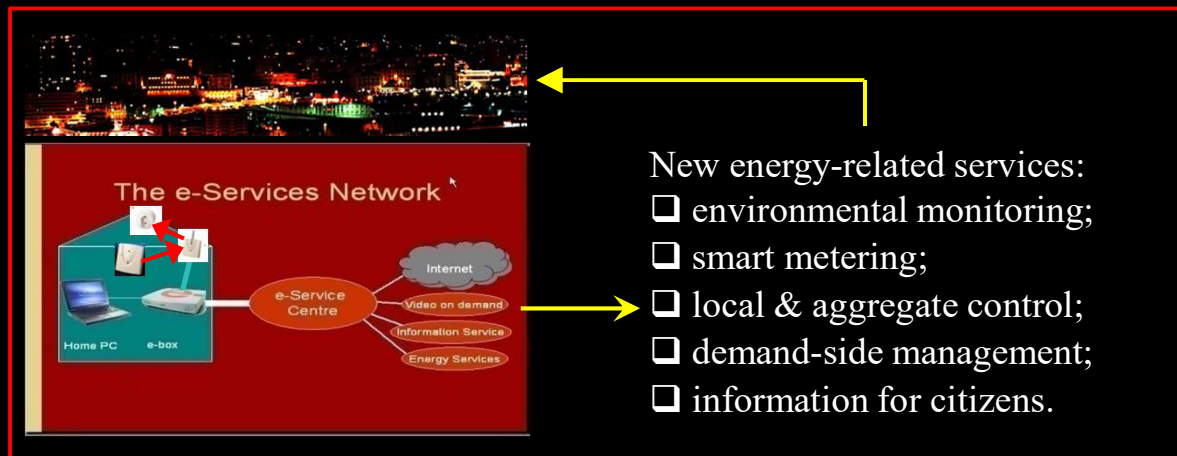 The e-Services Network
Home PC
e-box
e-Service
Centre
Internet
Video on demand
Information Service
Energy Services
New energy-related services:
❑ environmental monitoring;
❑ smart metering;
❑ local & aggregate control;
❑ demand-side management;
❑ information for citizens.